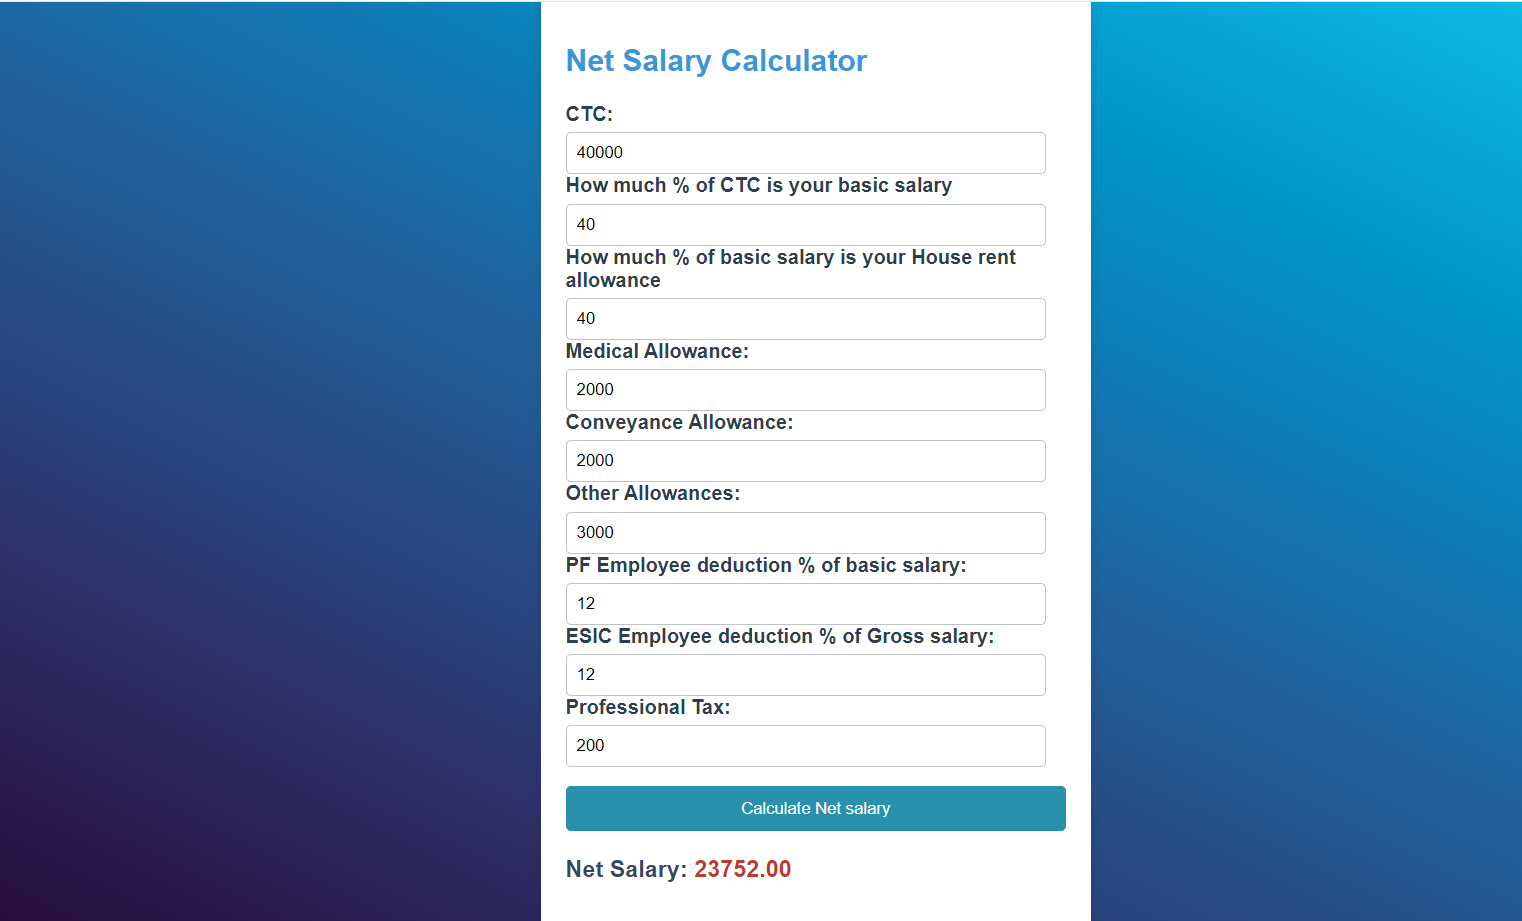 Net Salary Calculator
CTC:
40000
How much % of CTC is your basic salary
40
How much % of basic salary is your House rent
allowance
40
Medical Allowance:
2000
Conveyance Allowance:
2000
Other Allowances:
3000
PF Employee deduction % of basic salary:
12
ESIC Employee deduction % of Gross salary:
12
Professional Tax:
200
Calculate Net salary
Net Salary: 23752.00